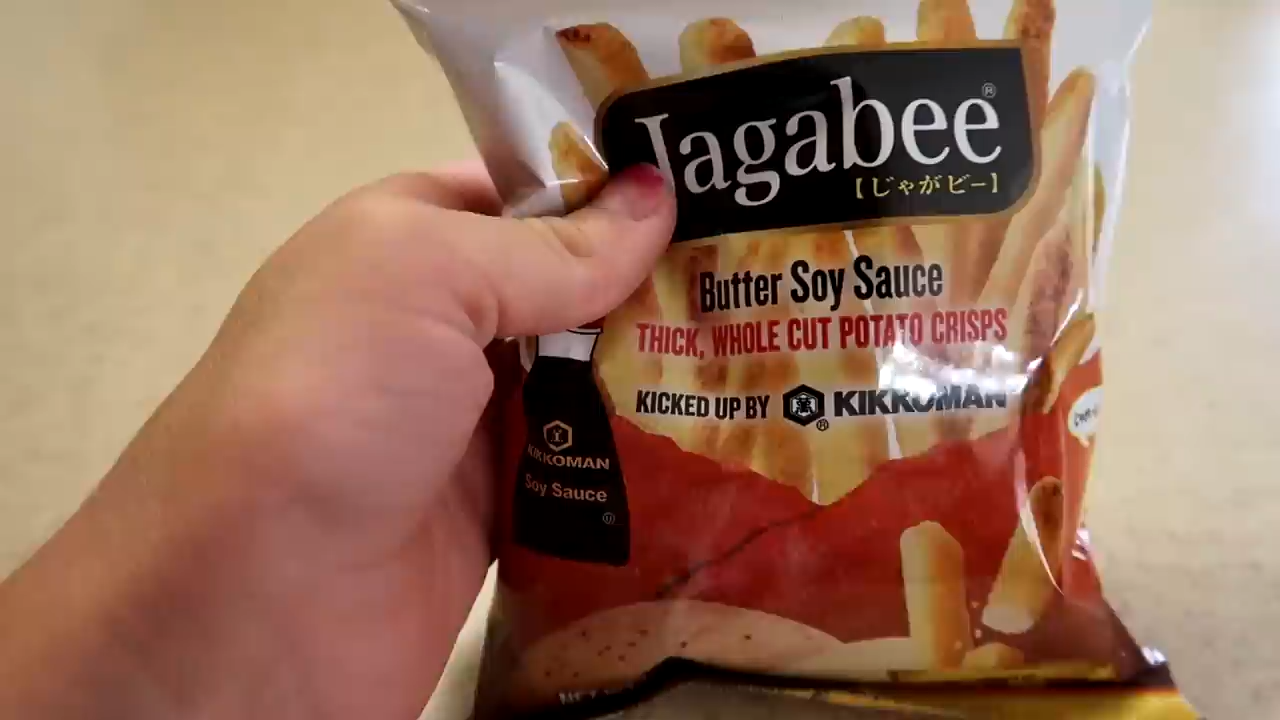 Jagabee®
【じゃがビー】
Butter Soy Sauce
THICK, WHOLE CUT POTATO CRISPS
KICKED UP BY KIKKOMAN®
KIKKOMAN
Soy Sauce
NET